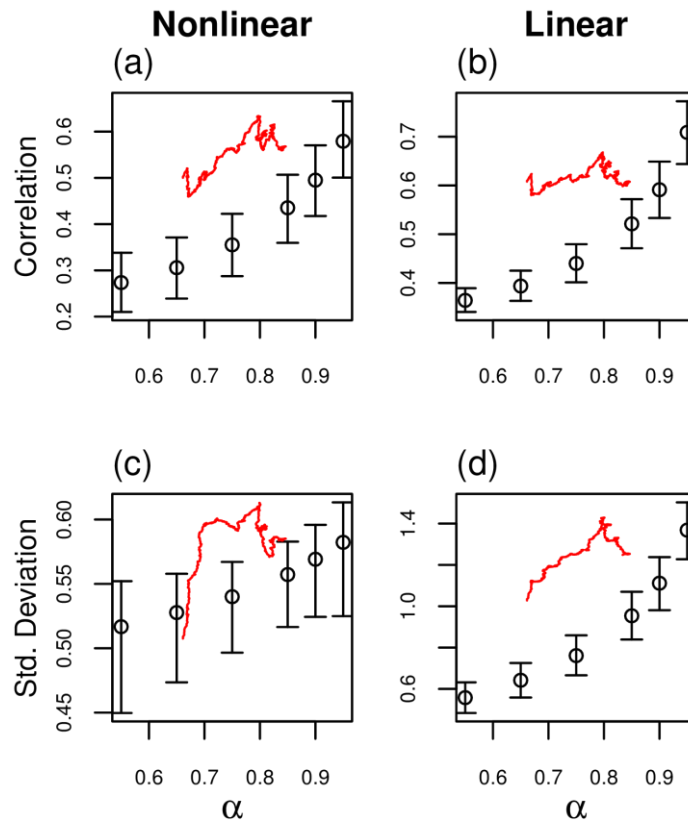 Nonlinear Linear
(a) (b)
Correlation
0.2 0.3 0.4 0.5 0.6
0.4 0.5 0.6 0.7
0.6 0.7 0.8 0.9
0.6 0.7 0.8 0.9
(c) (d)
Std. Deviation
0.45 0.50 0.55 0.60
0.6 1.0 1.4
0.6 0.7 0.8 0.9
0.6 0.7 0.8 0.9
α α